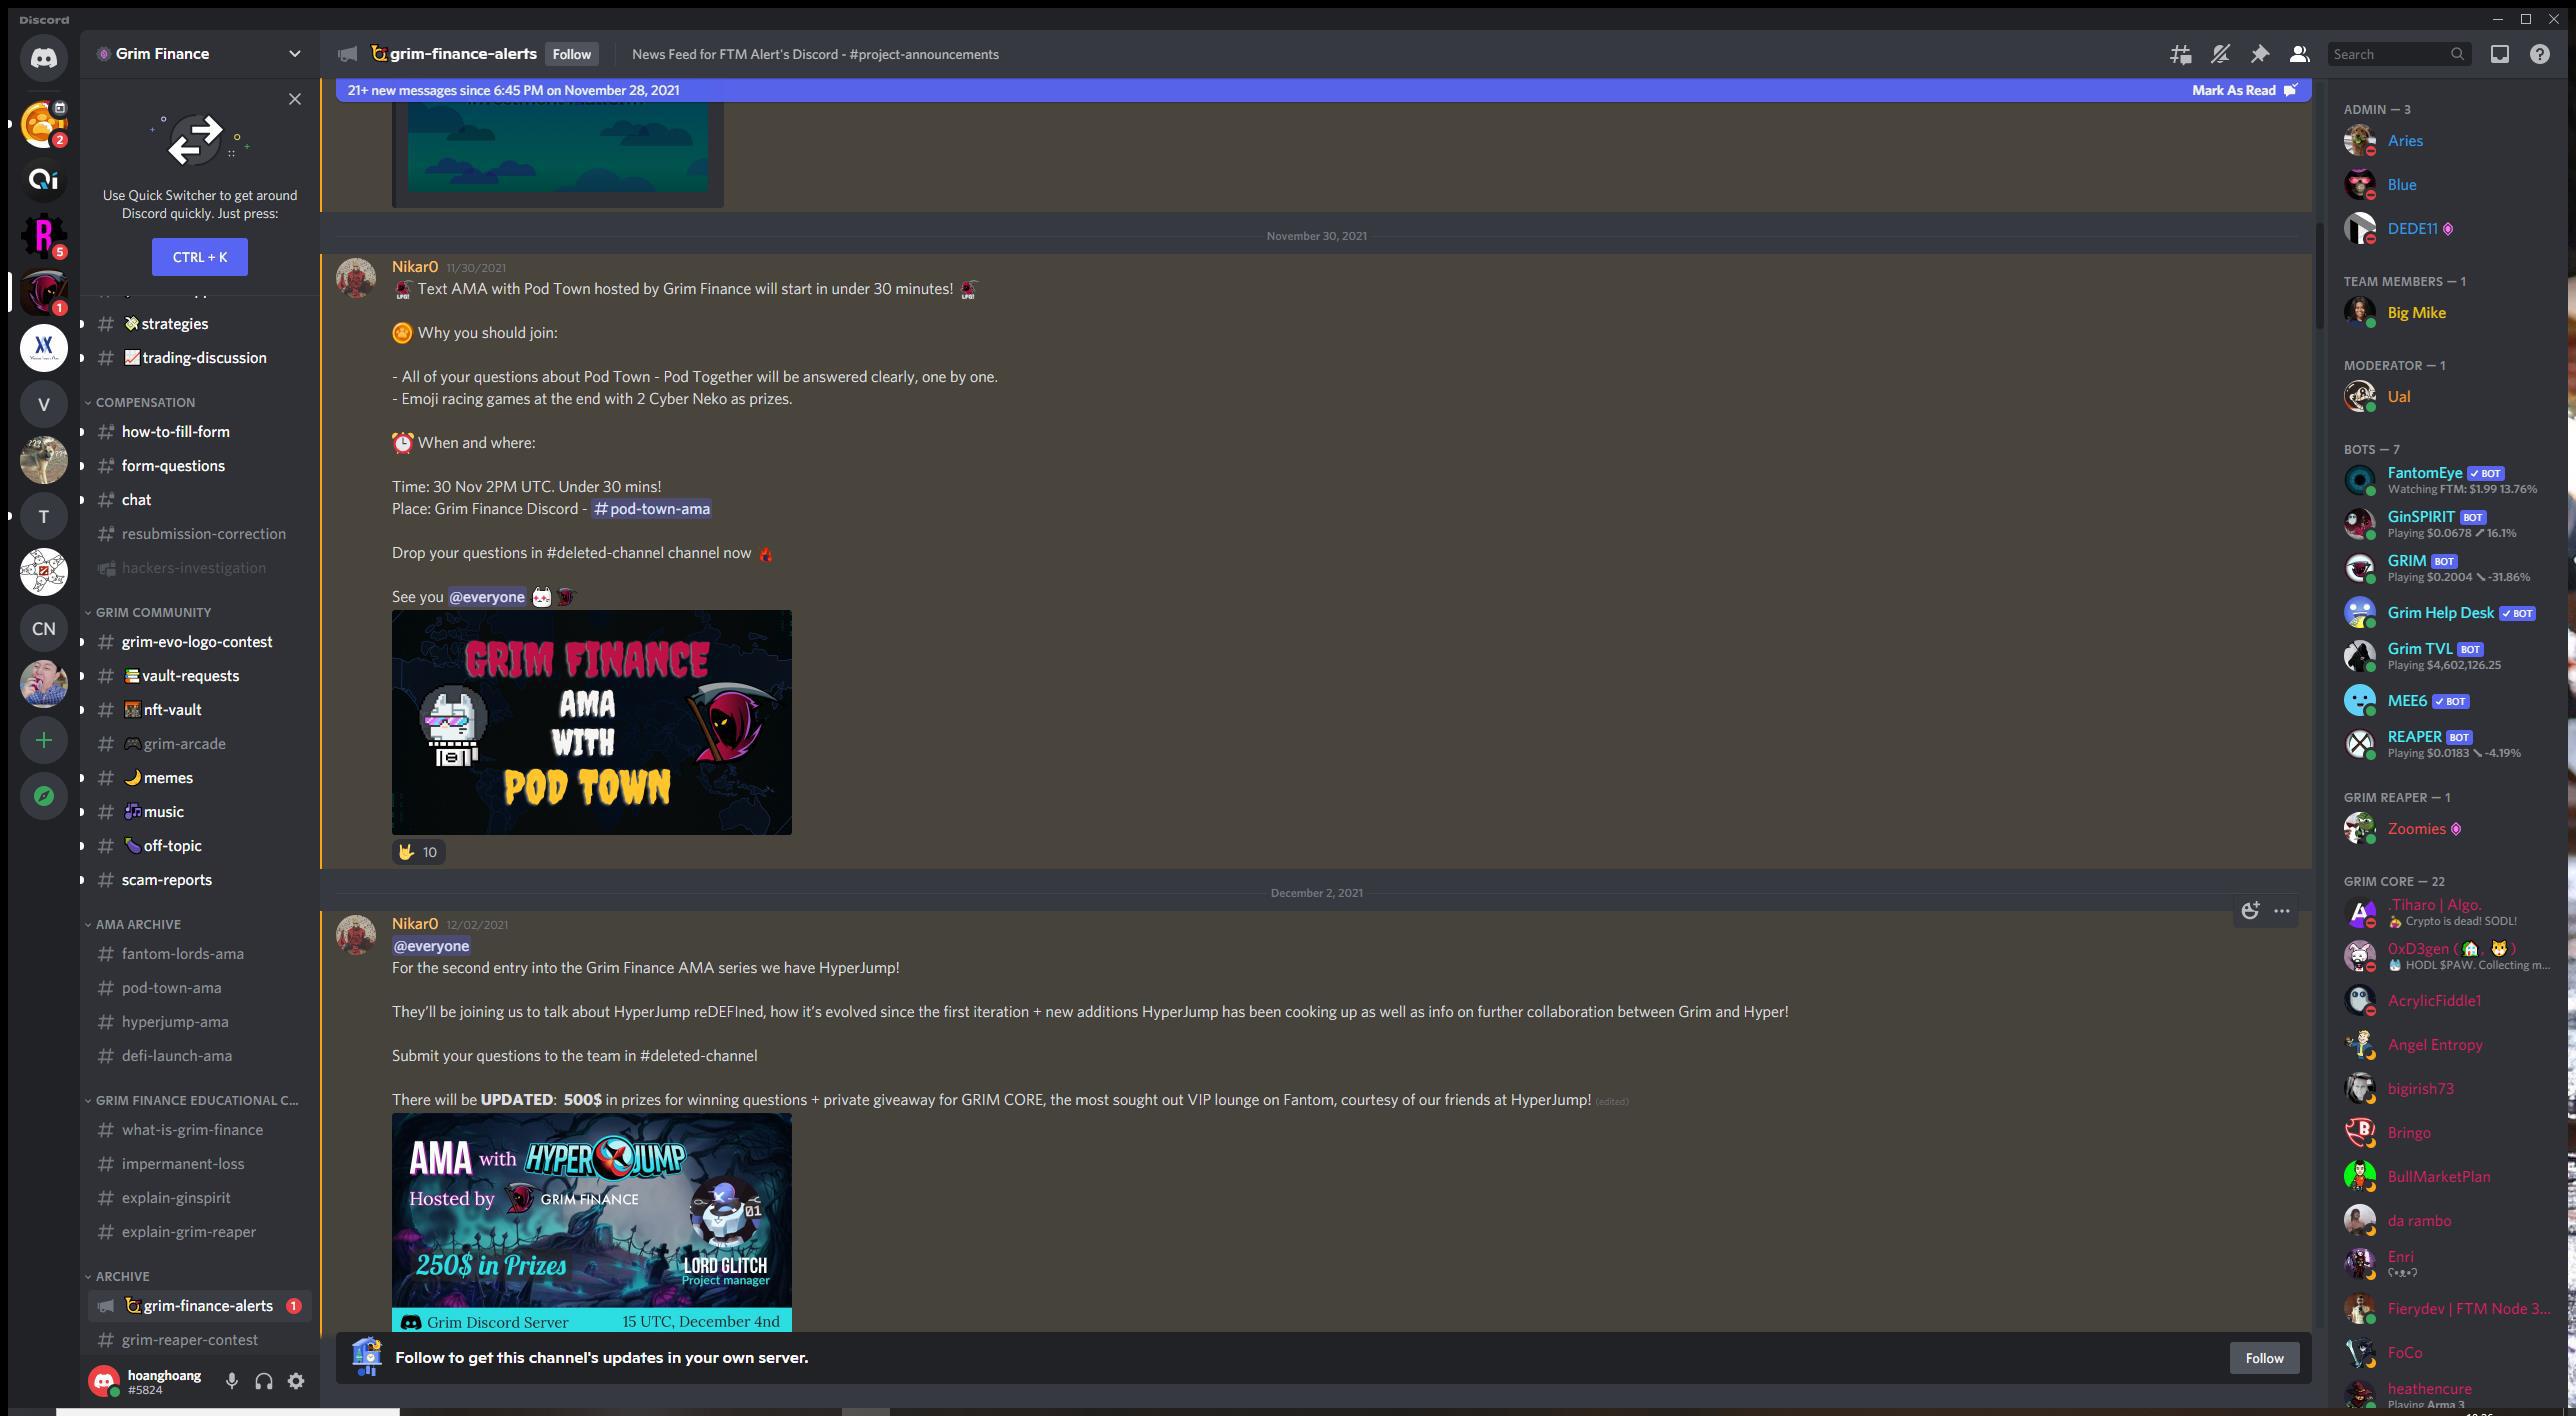 Discord
Grim Finance
grim-finance-alerts
Follow
News Feed for FTM Alert's Discord - #project-announcements
Search
21+ new messages since 6:45 PM on November 28, 2021
Mark As Read
Use Quick Switcher to get around
Discord quickly. Just press:
CTRL + K
2
Qi
R
5
1
V
T
CN
strategies
trading-discussion
COMPENSATION
how-to-fill-form
form-questions
chat
resubmission-correction
hackers-investigation
GRIM COMMUNITY
grim-evo-logo-contest
vault-requests
nft-vault
grim-arcade
memes
music
off-topic
scam-reports
AMA ARCHIVE
fantom-lords-ama
pod-town-ama
hyperjump-ama
defi-launch-ama
GRIM FINANCE EDUCATIONAL C...
what-is-grim-finance
impermanent-loss
explain-ginspirit
explain-grim-reaper
ARCHIVE
grim-finance-alerts 1
grim-reaper-contest
hoanghoang
#5824
November 30, 2021
Nikar0 11/30/2021
Text AMA with Pod Town hosted by Grim Finance will start in under 30 minutes!
Why you should join:
- All of your questions about Pod Town - Pod Together will be answered clearly, one by one.
- Emoji racing games at the end with 2 Cyber Neko as prizes.
When and where:
Time: 30 Nov 2PM UTC. Under 30 mins!
Place: Grim Finance Discord - #pod-town-ama
Drop your questions in #deleted-channel channel now
See you @everyone
GRIM FINANCE
AMA
WITH
POD TOWN
10
December 2, 2021
Nikar0 12/02/2021
@everyone
For the second entry into the Grim Finance AMA series we have HyperJump!
They'll be joining us to talk about HyperJump reDEFIned, how it's evolved since the first iteration + new additions HyperJump has been cooking up as well as info on further collaboration between Grim and Hyper!
Submit your questions to the team in #deleted-channel
There will be UPDATED: 500$ in prizes for winning questions + private giveaway for GRIM CORE, the most sought out VIP lounge on Fantom, courtesy of our friends at HyperJump! (edited)
AMA with HYPER JUMP
Hosted by GRIM FINANCE
01
250$ in Prizes
LORD GLITCH
Project manager
Grim Discord Server 15 UTC, December 4nd
Follow to get this channel's updates in your own server.
Follow
ADMIN — 3
Aries
Blue
DEDE11
TEAM MEMBERS — 1
Big Mike
MODERATOR — 1
Ual
BOTS — 7
FantomEye BOT
Watching FTM: $1.99 13.76%
GinSPIRIT BOT
Playing $0.0678 16.1%
GRIM BOT
Playing $0.2004 -31.86%
Grim Help Desk BOT
Grim TVL BOT
Playing $4,602,126.25
MEE6 BOT
REAPER BOT
Playing $0.0183 -4.19%
GRIM REAPER — 1
Zoomies
GRIM CORE — 22
.Tiharo | Algo.
Crypto is dead! SODL!
0xD3gen (🏠, 🐱)
HODL $PAW. Collecting m...
AcrylicFiddle1
Angel Entropy
bigirish73
Bringo
BullMarketPlan
da rambo
Enri
ʕ•ᴥ•ʔ
Fierydev | FTM Node 3...
FoCo
heathencure
Playing Arma 3